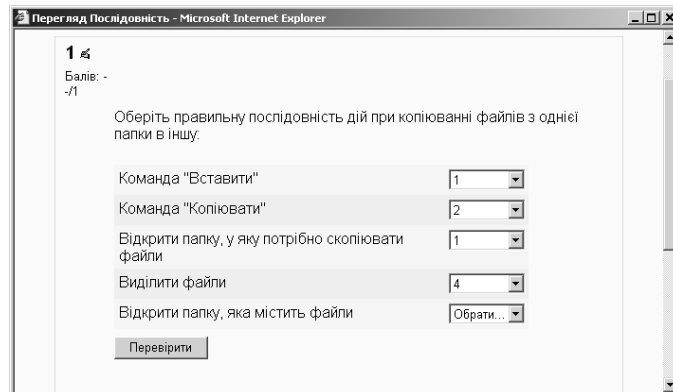 Перегляд Послідовність - Microsoft Internet Explorer
1
Балів: -
-/1
Оберіть правильну послідовність дій при копіюванні файлів з однієї
папки в іншу:
Команда "Вставити" 1
Команда "Копіювати" 2
Відкрити папку, у яку потрібно скопіювати
файли 1
Виділити файли 4
Відкрити папку, яка містить файли Обрати...
Перевірити